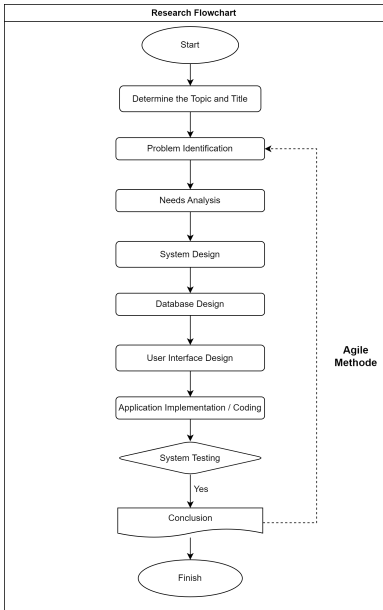 Research Flowchart
Start
Determine the Topic and Title
Problem Identification
Needs Analysis
System Design
Database Design
User Interface Design
Agile
Methode
Application Implementation / Coding
System Testing
Yes
Conclusion
Finish